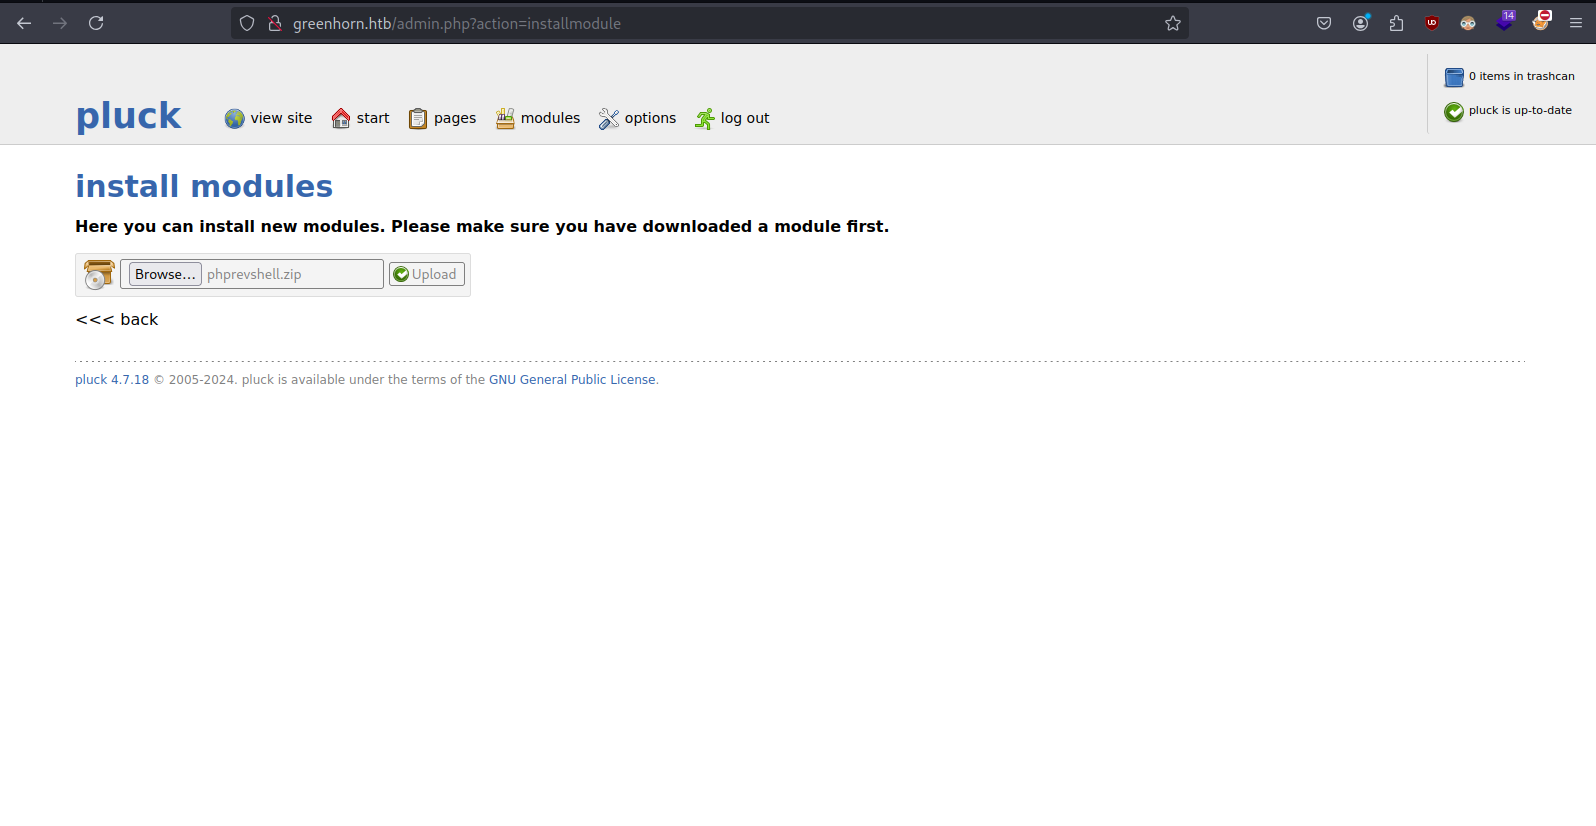 greenhorn.htb/admin.php?action=installmodule
14
0 items in trashcan
pluck view site start pages modules options log out
pluck is up-to-date
install modules
Here you can install new modules. Please make sure you have downloaded a module first.
Browse... phprevshell.zip Upload
<<< back
pluck 4.7.18 © 2005-2024. pluck is available under the terms of the GNU General Public License.